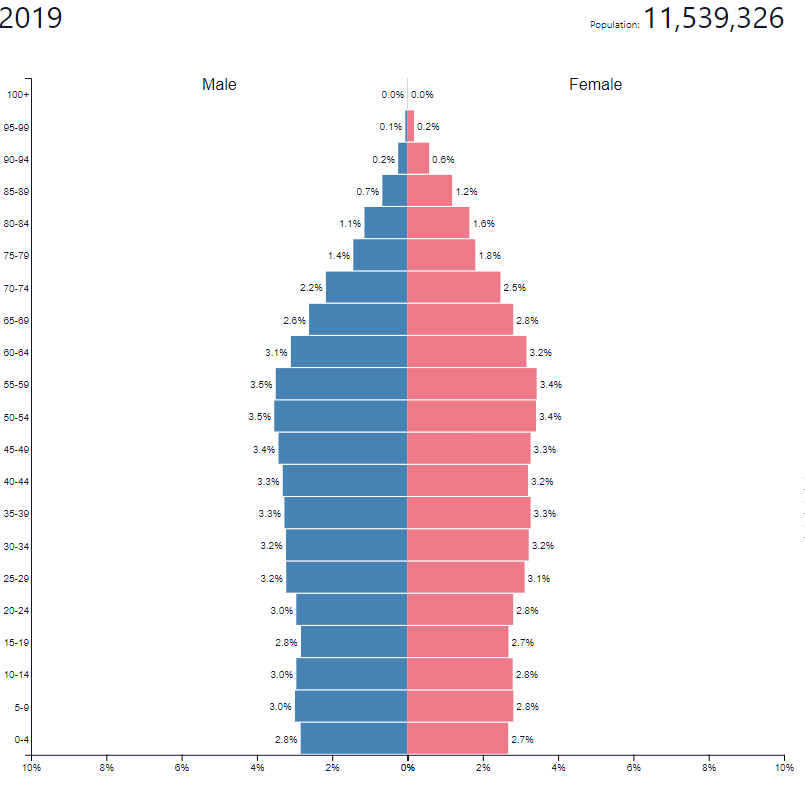 2019
Population: 11,539,326
Male Female
100+ 0.0% 0.0%
95-99 0.1% 0.2%
90-94 0.2% 0.6%
85-89 0.7% 1.2%
80-84 1.1% 1.6%
75-79 1.4% 1.8%
70-74 2.2% 2.5%
65-69 2.6% 2.8%
60-64 3.1% 3.2%
55-59 3.5% 3.4%
50-54 3.5% 3.4%
45-49 3.4% 3.3%
40-44 3.3% 3.2%
35-39 3.3% 3.3%
30-34 3.2% 3.2%
25-29 3.2% 3.1%
20-24 3.0% 2.8%
15-19 2.8% 2.7%
10-14 3.0% 2.8%
5-9 3.0% 2.8%
0-4 2.8% 2.7%
10% 8% 6% 4% 2% 0% 2% 4% 6% 8% 10%